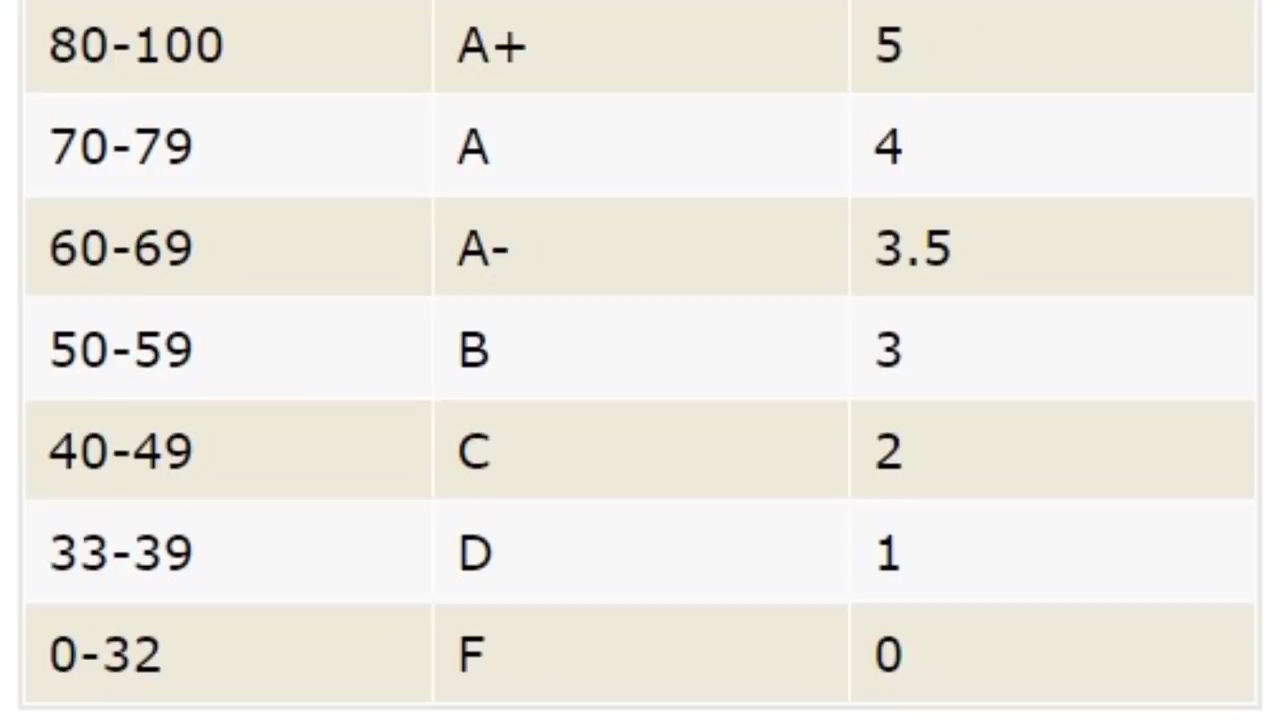 80-100 A+ 5
70-79 A 4
60-69 A- 3.5
50-59 B 3
40-49 C 2
33-39 D 1
0-32 F 0